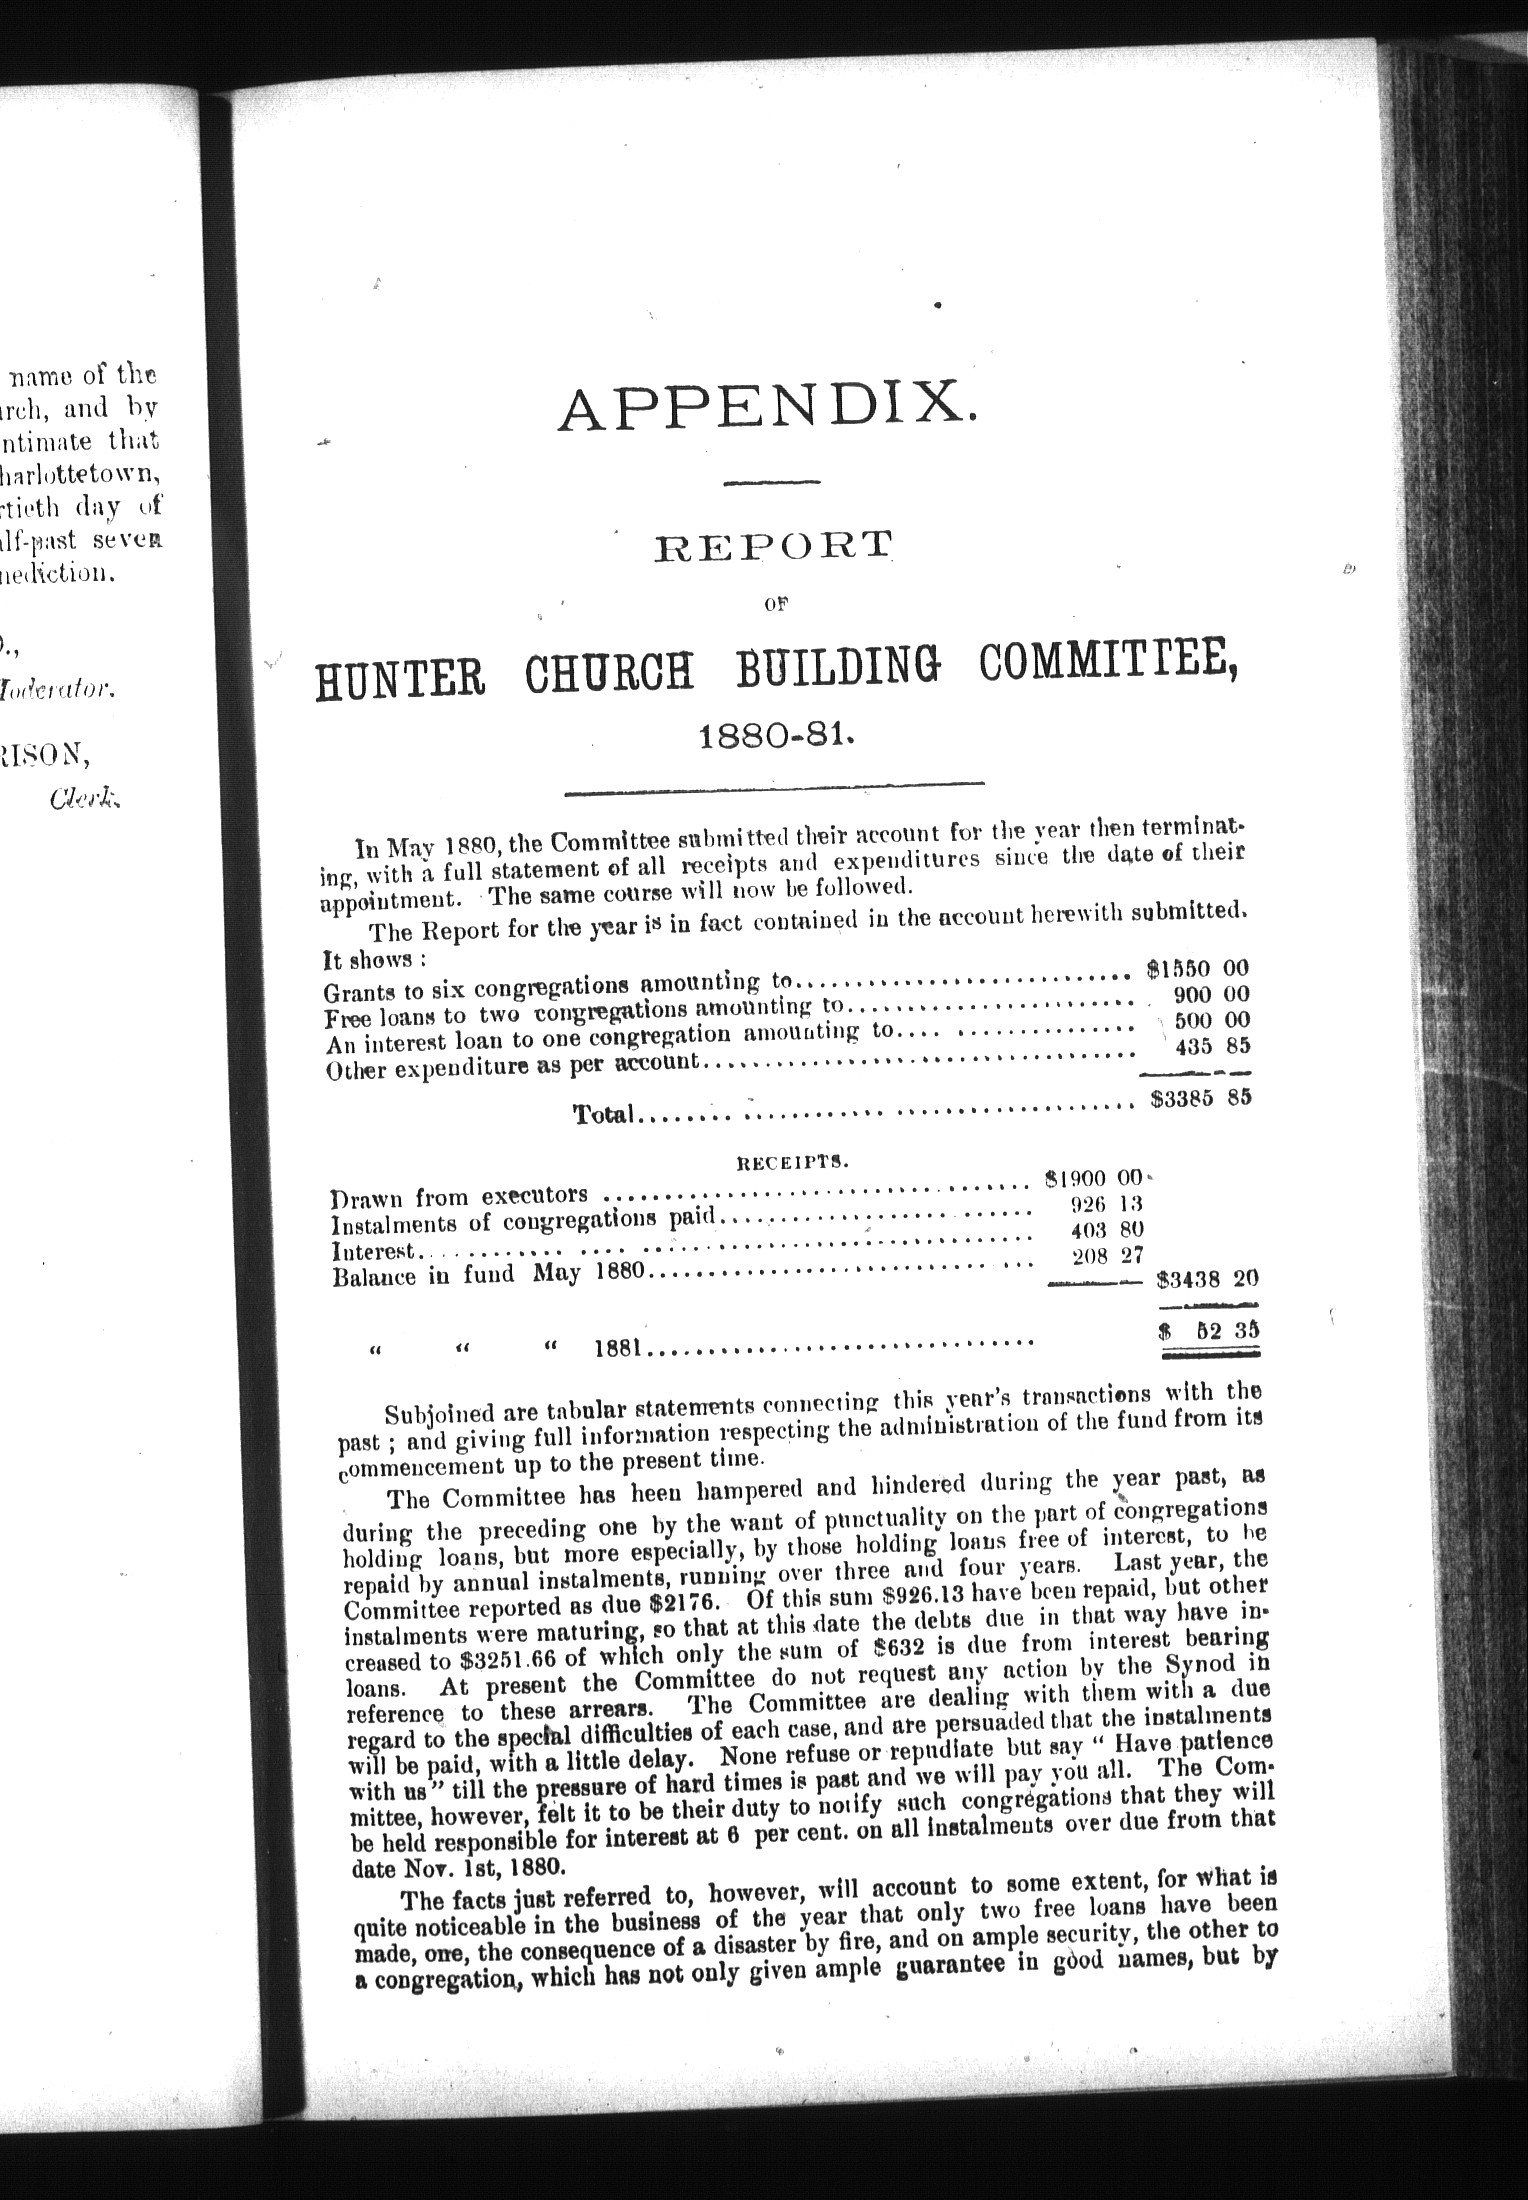 name of the
rch, and by
ntimate that
harlottetown,
rtieth day of
lf-past seven
nediction.
D.,
Moderator.
RISON,
Clerk.
APPENDIX.
REPORT
OF
HUNTER CHURCH BUILDING COMMITTEE,
1880-81.
In May 1880, the Committee submitted their account for the year then terminat-
ing, with a full statement of all receipts and expenditures since the date of their
appointment. The same course will now be followed.
The Report for the year is in fact contained in the account herewith submitted.
It shows :
Grants to six congregations amounting to............................ $1550 00
Free loans to two congregations amounting to........................ 900 00
An interest loan to one congregation amounting to.... ............... 500 00
Other expenditure as per account.................................... 435 85
Total........ ............ .................... $3385 85
RECEIPTS.
Drawn from executors .................................. $1900 00
Instalments of congregations paid................... ...... 926 13
Interest............. .... ................................ 403 80
Balance in fund May 1880............................. ... 208 27
$3438 20
“ “ “ 1881................................ $ 52 35
Subjoined are tabular statements connecting this year's transactions with the
past ; and giving full information respecting the administration of the fund from its
commencement up to the present time.
The Committee has been hampered and hindered during the year past, as
during the preceding one by the want of punctuality on the part of congregations
holding loans, but more especially, by those holding loans free of interest, to be
repaid by annual instalments, running over three and four years. Last year, the
Committee reported as due $2176. Of this sum $926.13 have been repaid, but other
instalments were maturing, so that at this date the debts due in that way have in-
creased to $3251.66 of which only the sum of $632 is due from interest bearing
loans. At present the Committee do not request any action by the Synod in
reference to these arrears. The Committee are dealing with them with a due
regard to the special difficulties of each case, and are persuaded that the instalments
will be paid, with a little delay. None refuse or repudiate but say “ Have patience
with us ” till the pressure of hard times is past and we will pay you all. The Com-
mittee, however, felt it to be their duty to notify such congregations that they will
be held responsible for interest at 6 per cent. on all instalments over due from that
date Nov. 1st, 1880.
The facts just referred to, however, will account to some extent, for what is
quite noticeable in the business of the year that only two free loans have been
made, one, the consequence of a disaster by fire, and on ample security, the other to
a congregation, which has not only given ample guarantee in good names, but by